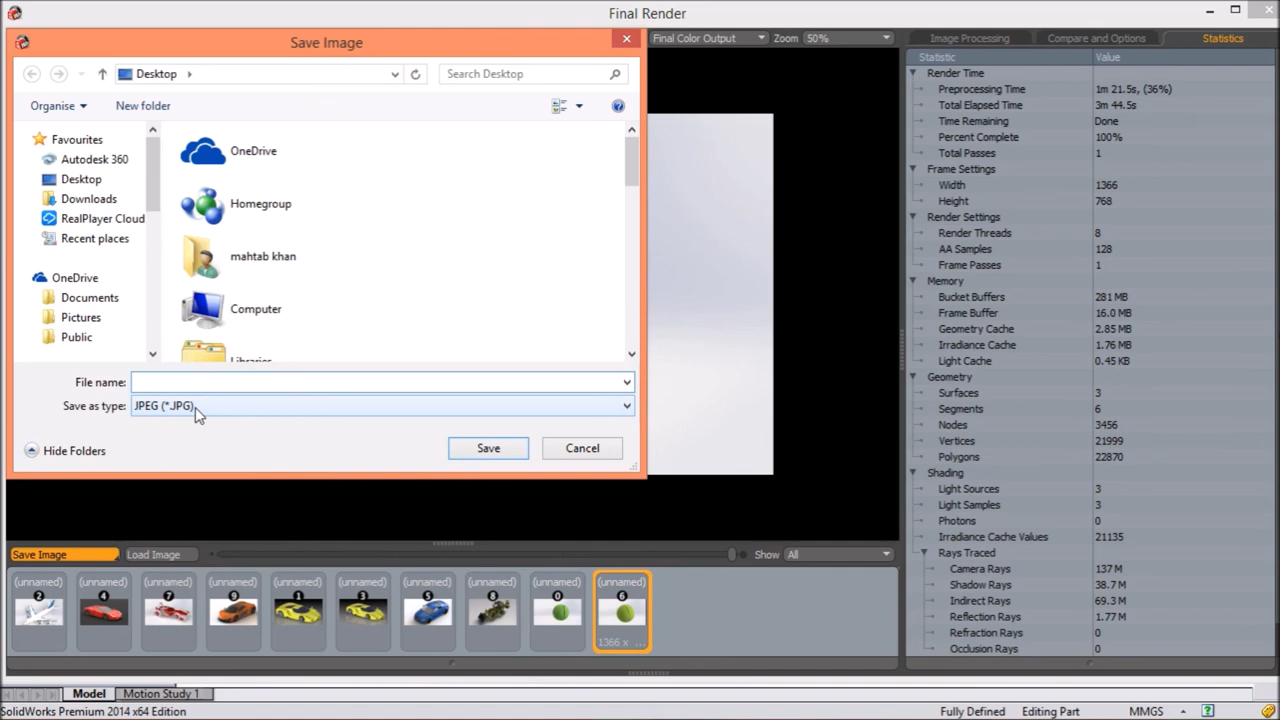 Final Render
Save Image
Final Color Output
Zoom
50%
Image Processing
Compare and Options
Statistics
Desktop
Search Desktop
Organise
New folder
Favourites
Autodesk 360
Desktop
Downloads
RealPlayer Cloud
Recent places
OneDrive
Documents
Pictures
Public
OneDrive
Homegroup
mahtab khan
Computer
Libraries
File name:
Save as type: JPEG (*.JPG)
Hide Folders
Save
Cancel
Statistic Value
Render Time
Preprocessing Time 1m 21.5s, (36%)
Total Elapsed Time 3m 44.5s
Time Remaining Done
Percent Complete 100%
Total Passes 1
Frame Settings
Width 1366
Height 768
Render Settings
Render Threads 8
AA Samples 128
Frame Passes 1
Memory
Bucket Buffers 281 MB
Frame Buffer 16.0 MB
Geometry Cache 2.85 MB
Irradiance Cache 1.76 MB
Light Cache 0.45 KB
Geometry
Surfaces 3
Segments 6
Nodes 3456
Vertices 21999
Polygons 22870
Shading
Light Sources 3
Light Samples 3
Photons 0
Irradiance Cache Values 21135
Rays Traced
Camera Rays 137 M
Shadow Rays 38.7 M
Indirect Rays 69.3 M
Reflection Rays 1.77 M
Refraction Rays 0
Occlusion Rays 0
Save Image
Load Image
Show
All
(unnamed) (unnamed) (unnamed) (unnamed) (unnamed) (unnamed) (unnamed) (unnamed) (unnamed) (unnamed)
2 4 7 9 1 3 5 8 0 6
1366 x ...
Model
Motion Study 1
SolidWorks Premium 2014 x64 Edition
Fully Defined
Editing Part
MMGS